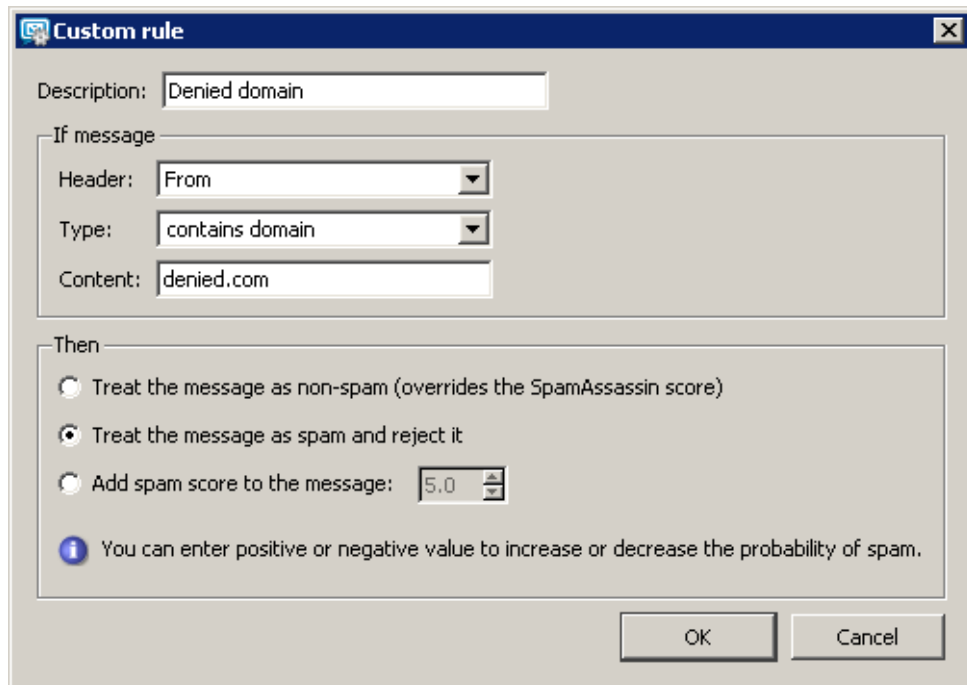 Custom rule
Description: Denied domain
If message
Header: From
Type: contains domain
Content: denied.com
Then
Treat the message as non-spam (overrides the SpamAssassin score)
Treat the message as spam and reject it
Add spam score to the message: 5.0
You can enter positive or negative value to increase or decrease the probability of spam.
OK Cancel